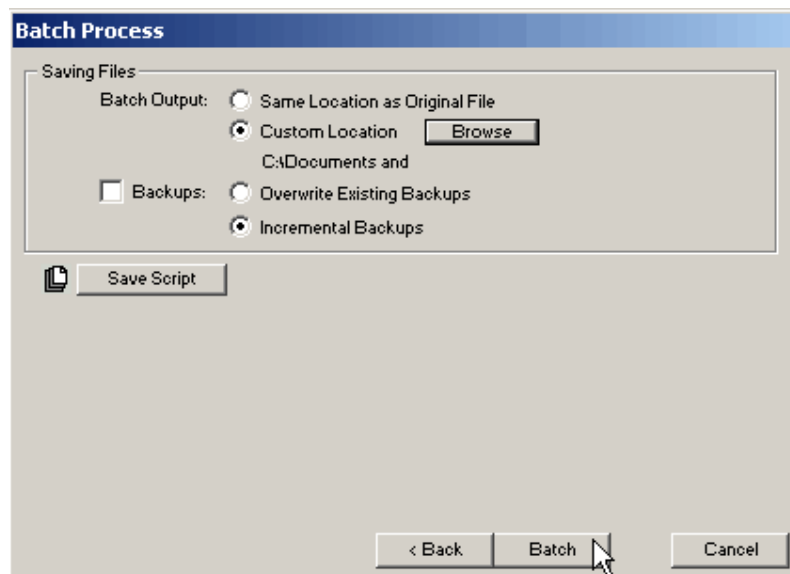 Batch Process
Saving Files
Batch Output: Same Location as Original File
Custom Location Browse
C:\Documents and
Backups: Overwrite Existing Backups
Incremental Backups
Save Script
< Back Batch Cancel